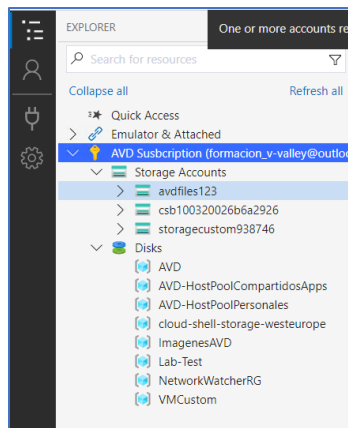 EXPLORER
One or more accounts re
Search for resources
Collapse all Refresh all
Quick Access
Emulator & Attached
AVD Susbcription (formacion_v-valley@outloo
Storage Accounts
avdfiles123
csb100320026b6a2926
storagecustom938746
Disks
AVD
AVD-HostPoolCompartidosApps
AVD-HostPoolPersonales
cloud-shell-storage-westeurope
ImagenesAVD
Lab-Test
NetworkWatcherRG
VMCustom